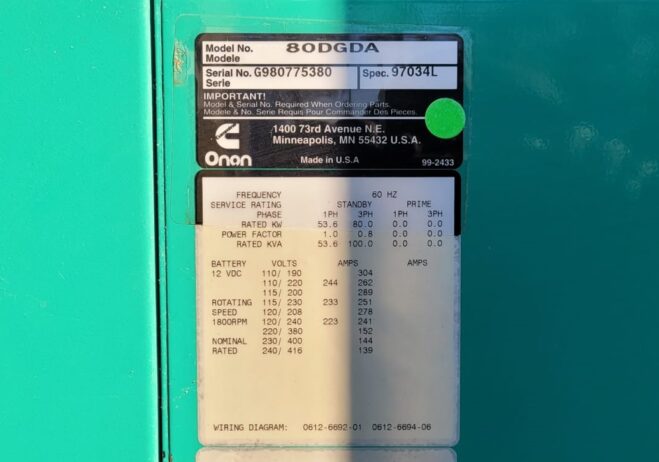 Model No. 80DGDA
Modele
Serial No. G980775380 Spec. 97034L
Serie
IMPORTANT!
Model & Serial No. Required When Ordering Parts.
Modele & No. Serie Requis Pour Commander Des Pieces.
1400 73rd Avenue N.E.
Minneapolis, MN 55432 U.S.A.
Onan Made in U.S.A 99-2433
FREQUENCY 60 HZ
SERVICE RATING STANDBY PRIME
PHASE 1PH 3PH 1PH 3PH
RATED KW 53.6 80.0 0.0 0.0
POWER FACTOR 1.0 0.8 0.0 0.0
RATED KVA 53.6 100.0 0.0 0.0
BATTERY VOLTS AMPS AMPS
12 VDC 110/ 190 304
110/ 220 244 262
115/ 200 289
ROTATING 115/ 230 233 251
SPEED 120/ 208 278
1800RPM 120/ 240 223 241
220/ 380 152
NOMINAL 230/ 400 144
RATED 240/ 416 139
WIRING DIAGRAM: 0612-6692-01 0612-6694-06